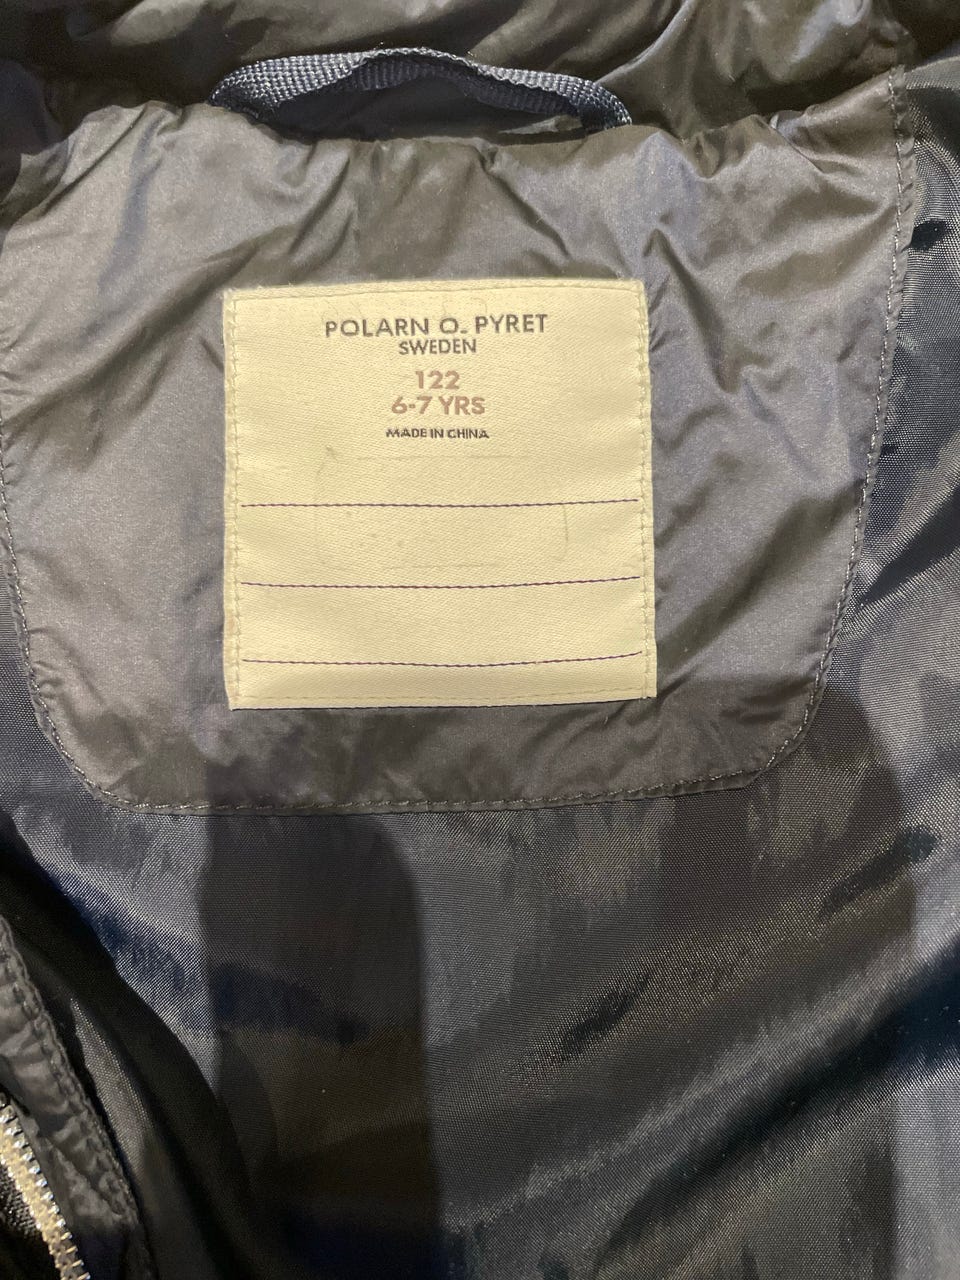 POLARN O. PYRET
SWEDEN
122
6-7 YRS
MADE IN CHINA